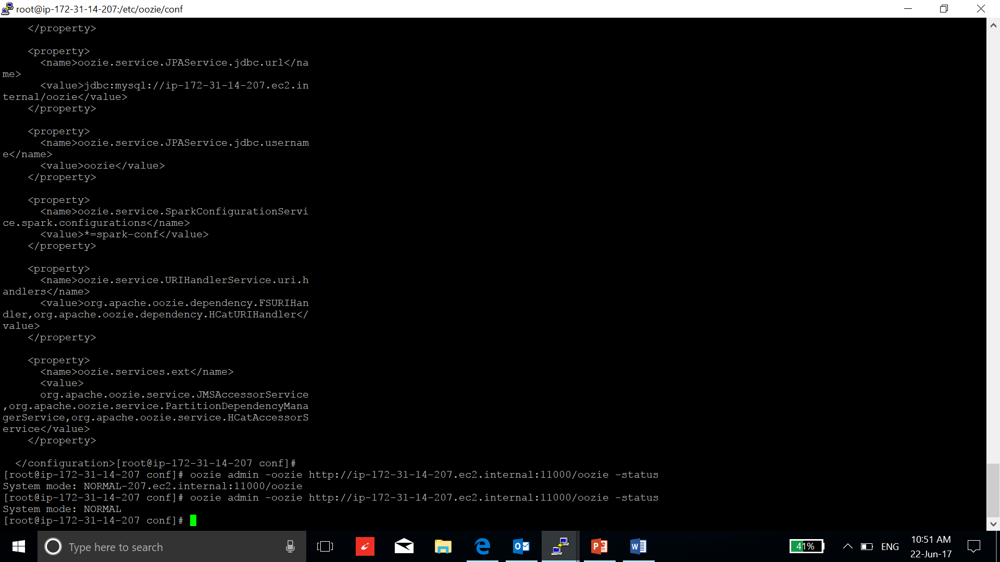 root@ip-172-31-14-207:/etc/oozie/conf
</property>
<property>
<name>oozie.service.JPAService.jdbc.url</na
me>
<value>jdbc:mysql://ip-172-31-14-207.ec2.in
ternal/oozie</value>
</property>
<property>
<name>oozie.service.JPAService.jdbc.usernam
e</name>
<value>oozie</value>
</property>
<property>
<name>oozie.service.SparkConfigurationServi
ce.spark.configurations</name>
<value>*=spark-conf</value>
</property>
<property>
<name>oozie.service.URIHandlerService.uri.h
andlers</name>
<value>org.apache.oozie.dependency.FSURIHan
dler,org.apache.oozie.dependency.HCatURIHandler</
value>
</property>
<property>
<name>oozie.services.ext</name>
<value>
org.apache.oozie.service.JMSAccessorService
,org.apache.oozie.service.PartitionDependencyMana
gerService,org.apache.oozie.service.HCatAccessorS
ervice</value>
</property>
</configuration>[root@ip-172-31-14-207 conf]#
[root@ip-172-31-14-207 conf]# oozie admin -oozie http://ip-172-31-14-207.ec2.internal:11000/oozie -status
System mode: NORMAL-207.ec2.internal:11000/oozie
[root@ip-172-31-14-207 conf]# oozie admin -oozie http://ip-172-31-14-207.ec2.internal:11000/oozie -status
System mode: NORMAL
[root@ip-172-31-14-207 conf]#
Type here to search
41%
ENG
10:51 AM
22-Jun-17